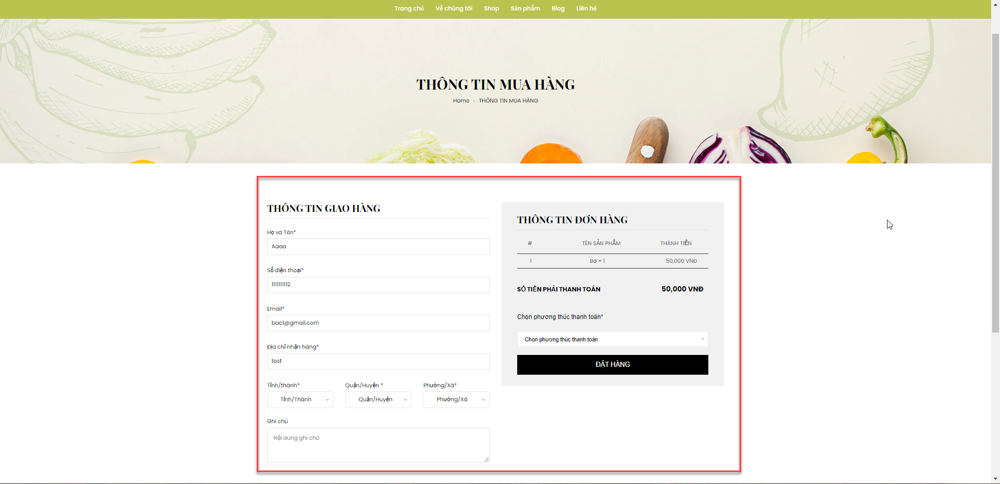 Trang chủ Về chúng tôi Shop Sản phẩm Blog Liên hệ
THÔNG TIN MUA HÀNG
Home › THÔNG TIN MUA HÀNG
THÔNG TIN GIAO HÀNG
Họ và Tên*
Aaaa
Số điện thoại*
1111111112
Email*
bao1@gmail.com
Địa chỉ nhận hàng*
test
Tỉnh/thành* Quận/Huyện * Phường/Xã*
Tỉnh/Thành Quận/Huyện Phường/Xã
Ghi chú
Nội dung ghi chú
THÔNG TIN ĐƠN HÀNG
# TÊN SẢN PHẨM THÀNH TIỀN
1 Bơ × 1 50,000 VNĐ
SỐ TIỀN PHẢI THANH TOÁN 50,000 VNĐ
Chọn phương thúc thanh toán*
Chọn phương thúc thanh toán
ĐẶT HÀNG